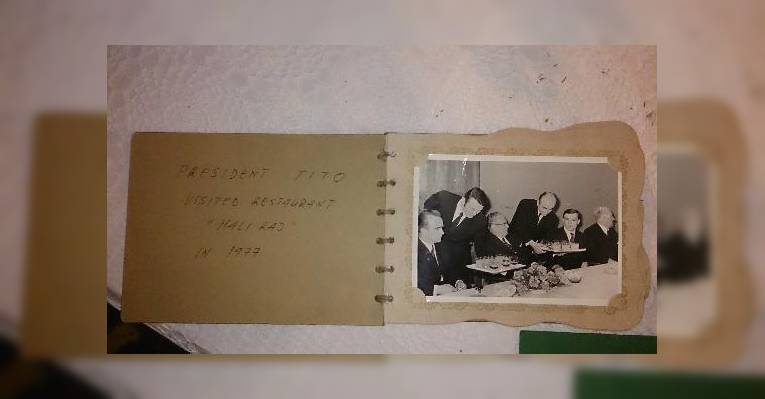 PRESIDENT TITO
VISITED RESTAURANT
"MALI RAJ"
IN 1977